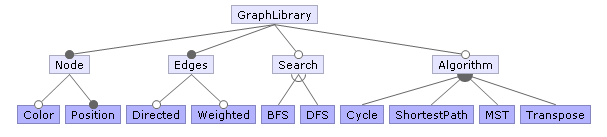 GraphLibrary
Node Edges Search Algorithm
Color Position Directed Weighted BFS DFS Cycle ShortestPath MST Transpose